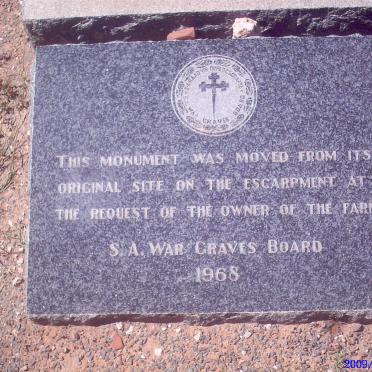 GRAVES
THIS MONUMENT WAS MOVED FROM ITS
ORIGINAL SITE ON THE ESCARPMENT AT
THE REQUEST OF THE OWNER OF THE FARM
S.A. WAR GRAVES BOARD
1968
2009/